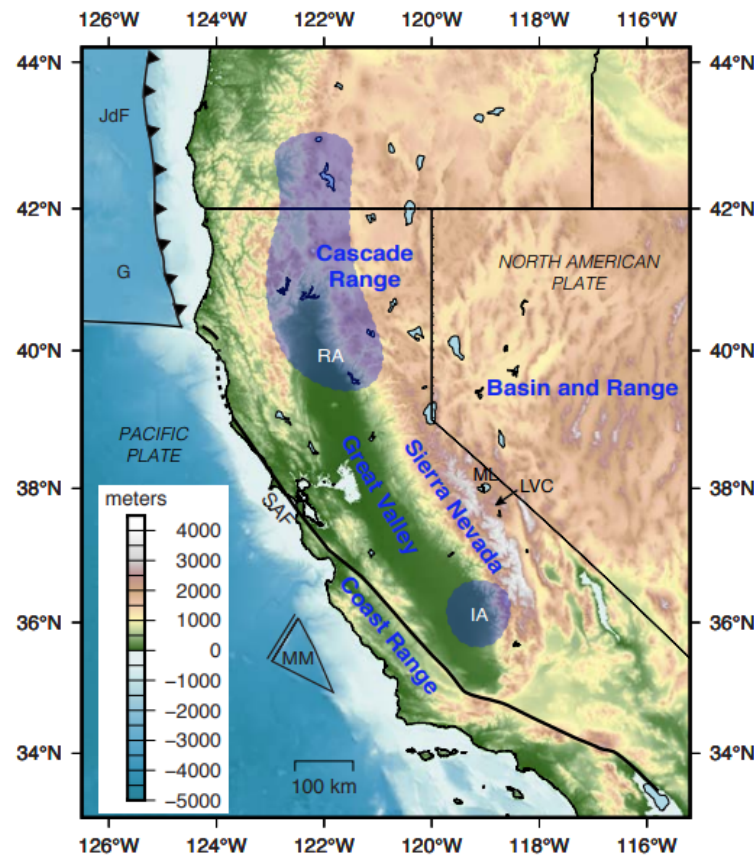 126°W 124°W 122°W 120°W 118°W 116°W
44°N 44°N
JdF
42°N 42°N
Cascade
Range
NORTH AMERICAN
PLATE
G
40°N 40°N
RA
Basin and Range
PACIFIC
PLATE
Great Valley
Sierra Nevada
ML
LVC
38°N 38°N
meters
4000
3000
2000
1000
0
−1000
−2000
−3000
−4000
−5000
SAF
Coast Range
36°N 36°N
IA
MM
34°N 34°N
100 km
126°W 124°W 122°W 120°W 118°W 116°W